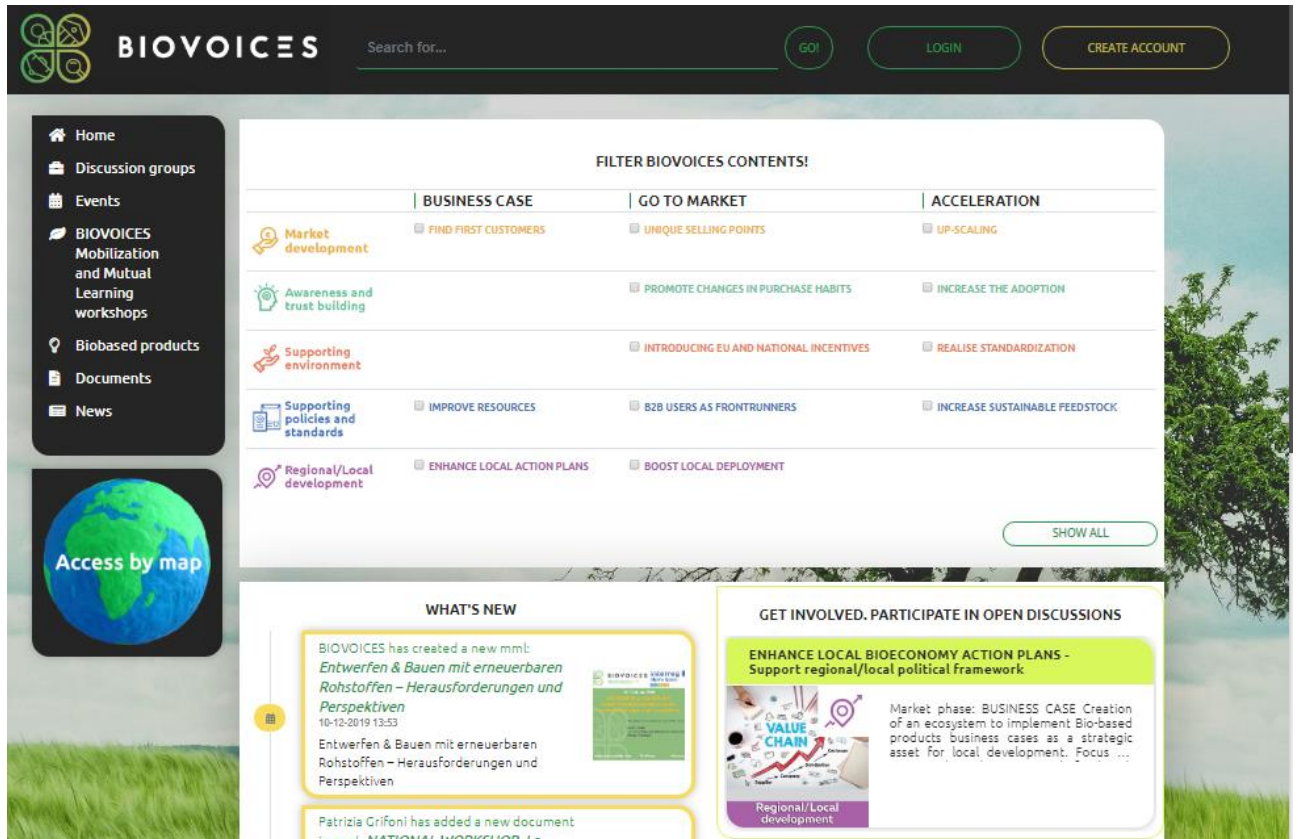 BIOVOICES
Search for...
GO!
LOGIN
CREATE ACCOUNT
Home
Discussion groups
Events
BIOVOICES
Mobilization
and Mutual
Learning
workshops
Biobased products
Documents
News
Access by map
FILTER BIOVOICES CONTENTS!
BUSINESS CASE
GO TO MARKET
ACCELERATION
Market
development
FIND FIRST CUSTOMERS
UNIQUE SELLING POINTS
UP-SCALING
Awareness and
trust building
PROMOTE CHANGES IN PURCHASE HABITS
INCREASE THE ADOPTION
Supporting
environment
INTRODUCING EU AND NATIONAL INCENTIVES
REALISE STANDARDIZATION
Supporting
policies and
standards
IMPROVE RESOURCES
B2B USERS AS FRONTRUNNERS
INCREASE SUSTAINABLE FEEDSTOCK
Regional/Local
development
ENHANCE LOCAL ACTION PLANS
BOOST LOCAL DEPLOYMENT
SHOW ALL
WHAT'S NEW
BIOVOICES has created a new mml:
Entwerfen & Bauen mit erneuerbaren
Rohstoffen – Herausforderungen und
Perspektiven
10-12-2019 13:53
Entwerfen & Bauen mit erneuerbaren
Rohstoffen – Herausforderungen und
Perspektiven
BIOVOICES
Patrizia Grifoni has added a new document
NATIONAL WORKSHOP
GET INVOLVED. PARTICIPATE IN OPEN DISCUSSIONS
ENHANCE LOCAL BIOECONOMY ACTION PLANS -
Support regional/local political framework
VALUE
CHAIN
Supplier
Company
Distribution
Regional/Local
development
Market phase: BUSINESS CASE Creation
of an ecosystem to implement Bio-based
products business cases as a strategic
asset for local development. Focus ...